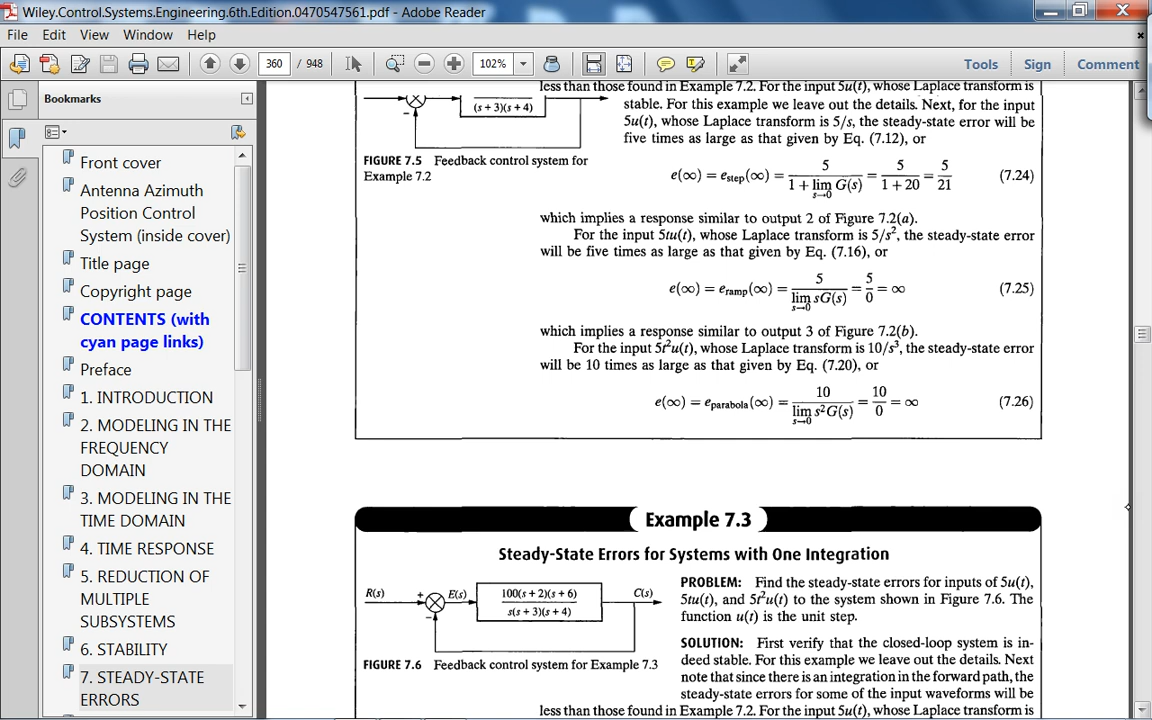 Wiley.Control.Systems.Engineering.6th.Edition.0470547561.pdf - Adobe Reader
File Edit View Window Help
360 / 948 102% Tools Sign Comment
Bookmarks
Front cover
Antenna Azimuth
Position Control
System (inside cover)
Title page
Copyright page
CONTENTS (with
cyan page links)
Preface
1. INTRODUCTION
2. MODELING IN THE
FREQUENCY
DOMAIN
3. MODELING IN THE
TIME DOMAIN
4. TIME RESPONSE
5. REDUCTION OF
MULTIPLE
SUBSYSTEMS
6. STABILITY
7. STEADY-STATE
ERRORS
less than those found in Example 7.2. For the input 5u(t), whose Laplace transform is
(s + 3)(s + 4)
−
stable. For this example we leave out the details. Next, for the input
5u(t), whose Laplace transform is 5/s, the steady-state error will be
five times as large as that given by Eq. (7.12), or
FIGURE 7.5 Feedback control system for
Example 7.2
e(∞) = e_step(∞) = 5 / (1 + lim_{s→0} G(s)) = 5 / (1 + 20) = 5/21 (7.24)
which implies a response similar to output 2 of Figure 7.2(a).
For the input 5tu(t), whose Laplace transform is 5/s², the steady-state error
will be five times as large as that given by Eq. (7.16), or
e(∞) = e_ramp(∞) = 5 / lim_{s→0} sG(s) = 5/0 = ∞ (7.25)
which implies a response similar to output 3 of Figure 7.2(b).
For the input 5t²u(t), whose Laplace transform is 10/s³, the steady-state error
will be 10 times as large as that given by Eq. (7.20), or
e(∞) = e_parabola(∞) = 10 / lim_{s→0} s²G(s) = 10/0 = ∞ (7.26)
Example 7.3
Steady-State Errors for Systems with One Integration
R(s) + E(s) 100(s + 2)(s + 6) C(s)
s(s + 3)(s + 4)
−
FIGURE 7.6 Feedback control system for Example 7.3
PROBLEM: Find the steady-state errors for inputs of 5u(t),
5tu(t), and 5t²u(t) to the system shown in Figure 7.6. The
function u(t) is the unit step.
SOLUTION: First verify that the closed-loop system is in-
deed stable. For this example we leave out the details. Next
note that since there is an integration in the forward path, the
steady-state errors for some of the input waveforms will be
less than those found in Example 7.2. For the input 5u(t), whose Laplace transform is